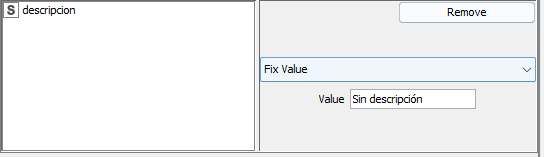 S descripcion
Remove
Fix Value
Value Sin descripción